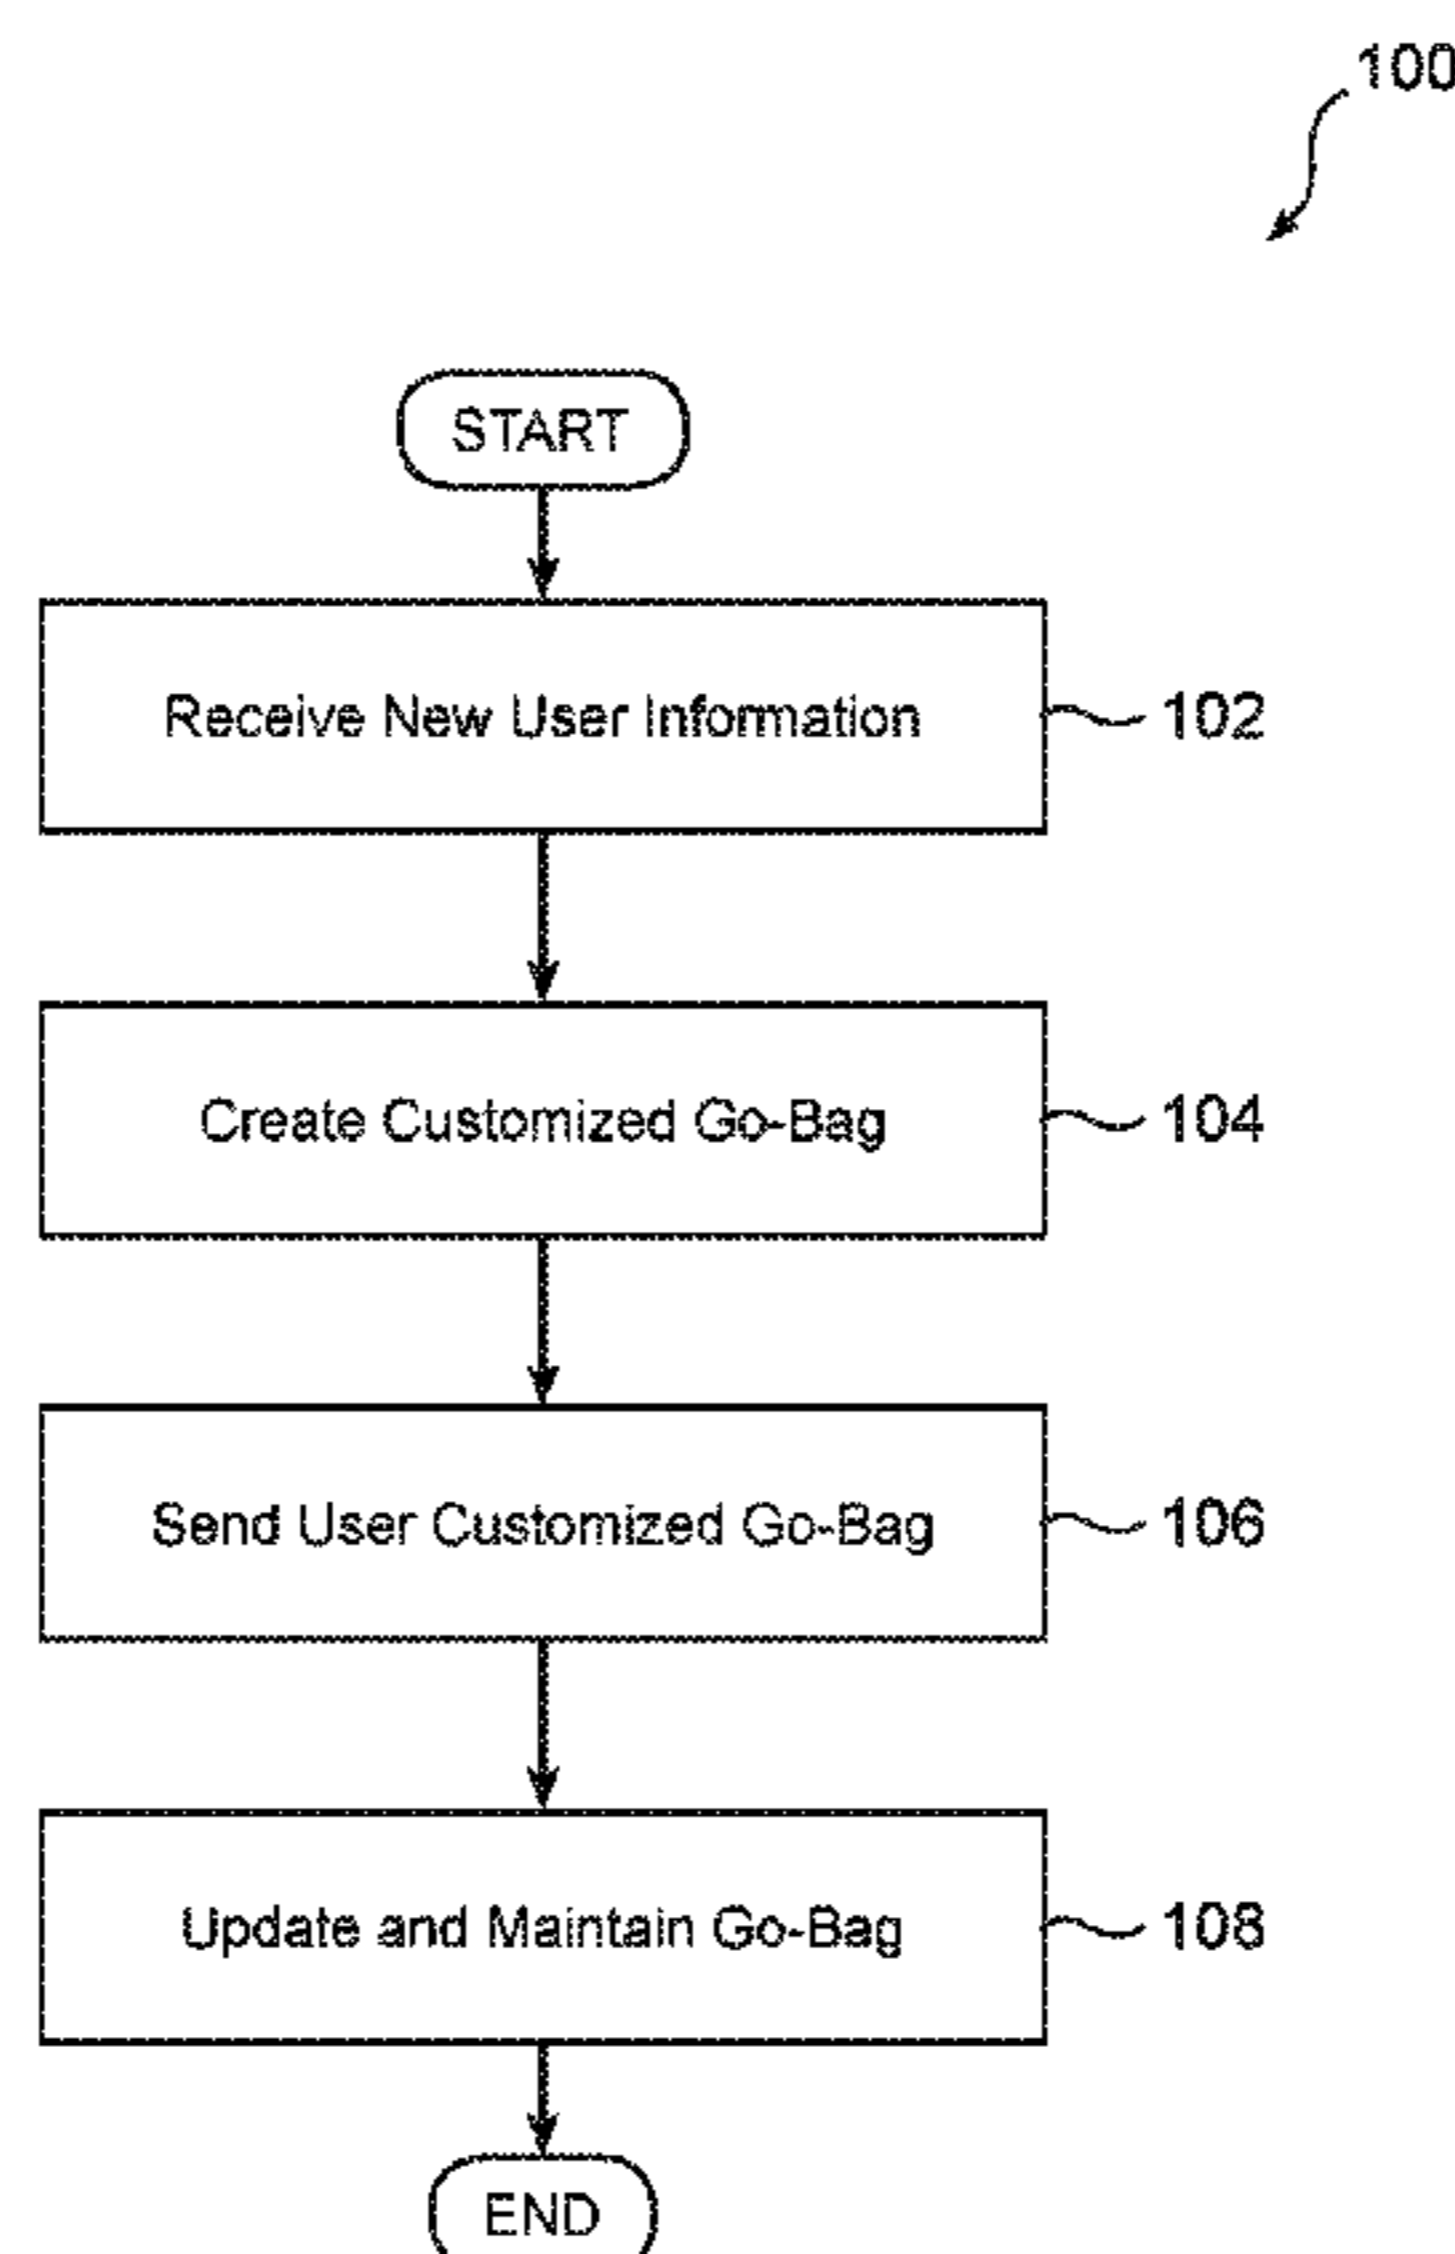 100
START
Receive New User Information
102
Create Customized Go-Bag
104
Send User Customized Go-Bag
106
Update and Maintain Go-Bag
108
END